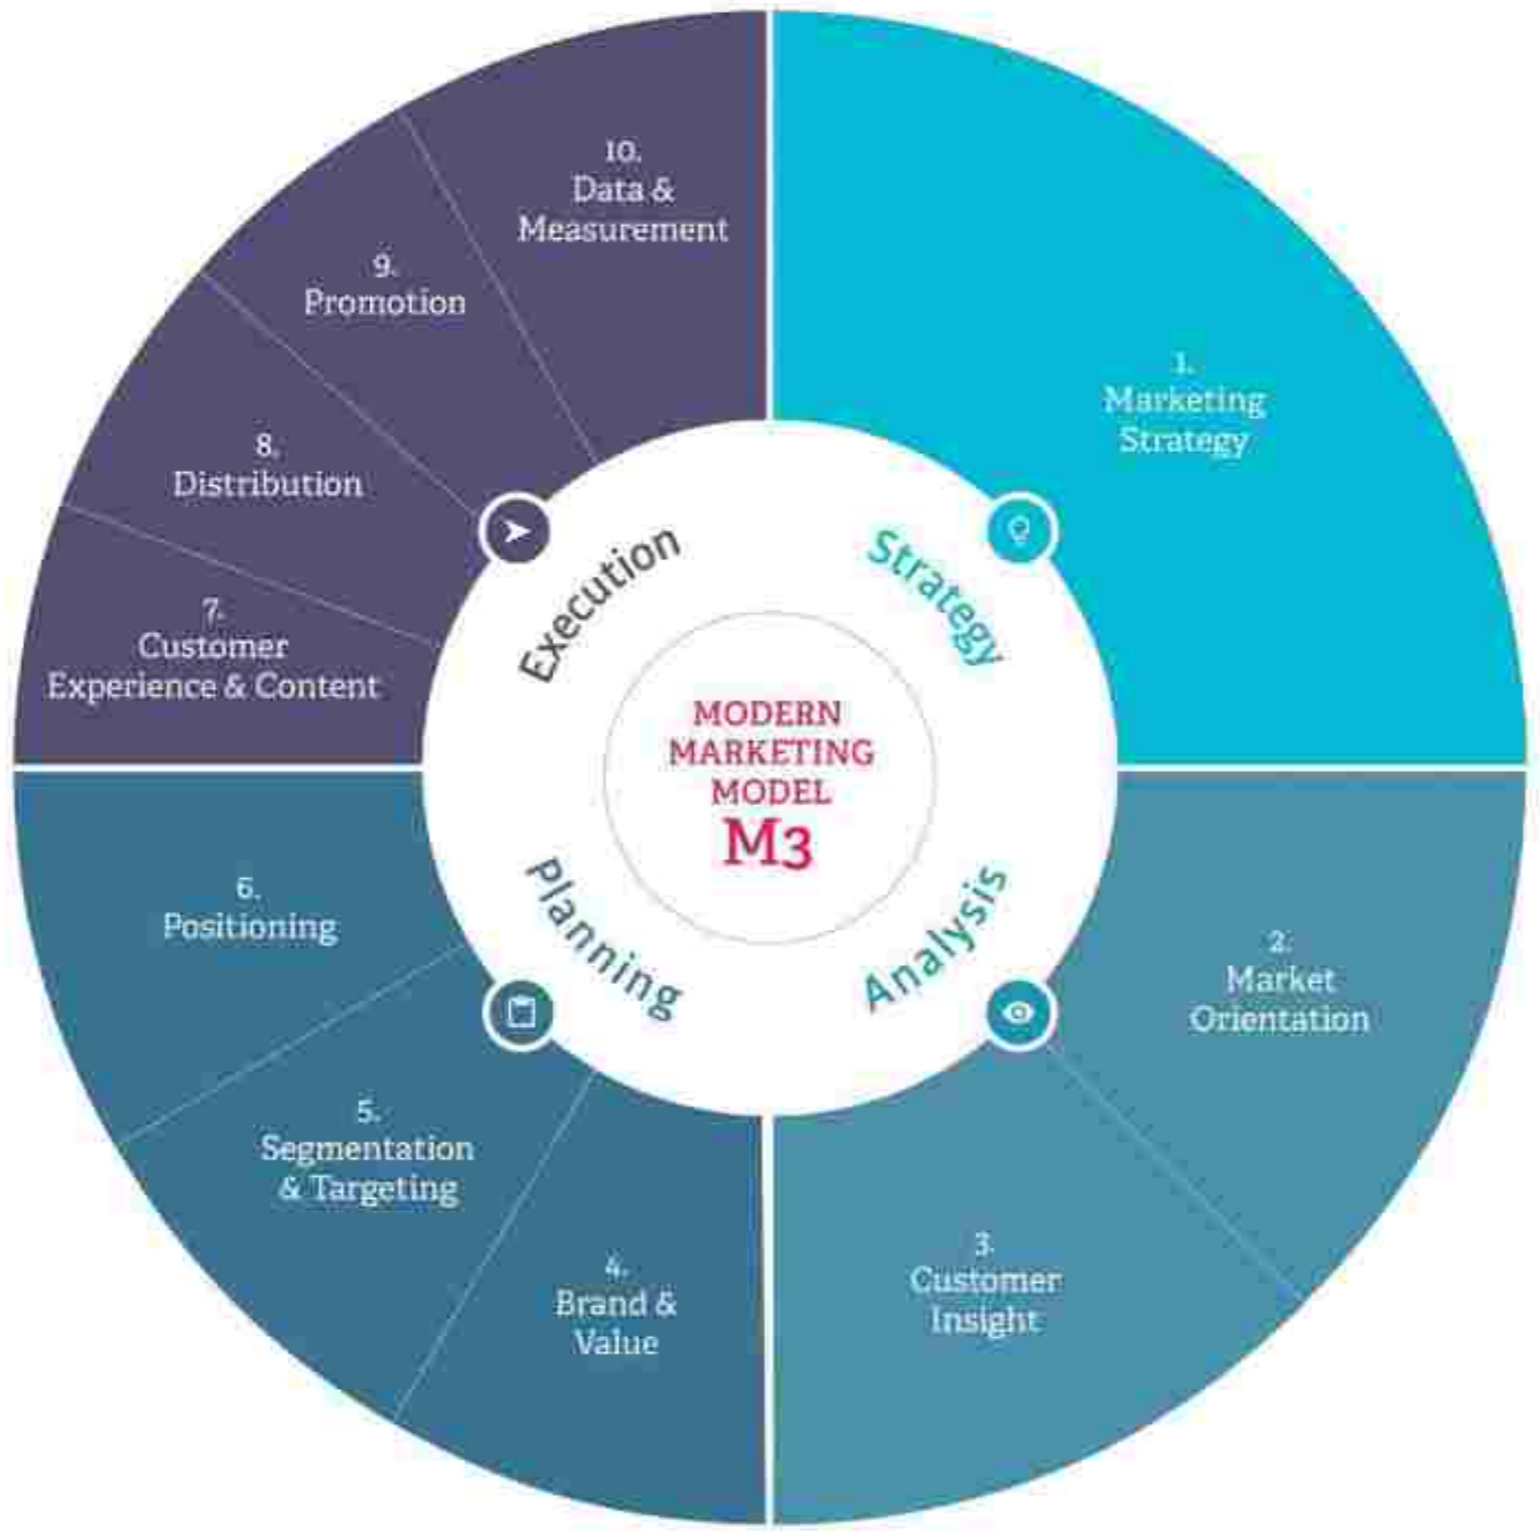 1.
Marketing
Strategy
2.
Market
Orientation
3.
Customer
Insight
4.
Brand &
Value
5.
Segmentation
& Targeting
6.
Positioning
7.
Customer
Experience & Content
8.
Distribution
9.
Promotion
10.
Data &
Measurement
Strategy
Analysis
Planning
Execution
MODERN
MARKETING
MODEL
M3